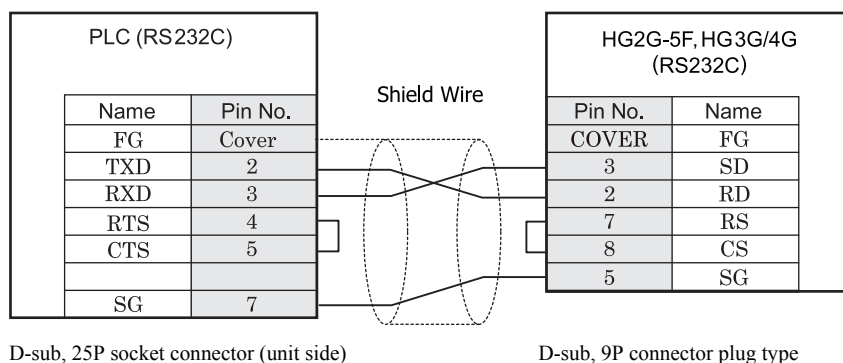 PLC (RS232C)
HG2G-5F, HG3G/4G
(RS232C)
Shield Wire
Name Pin No.
FG Cover
TXD 2
RXD 3
RTS 4
CTS 5
SG 7
Pin No. Name
COVER FG
3 SD
2 RD
7 RS
8 CS
5 SG
D-sub, 25P socket connector (unit side)
D-sub, 9P connector plug type